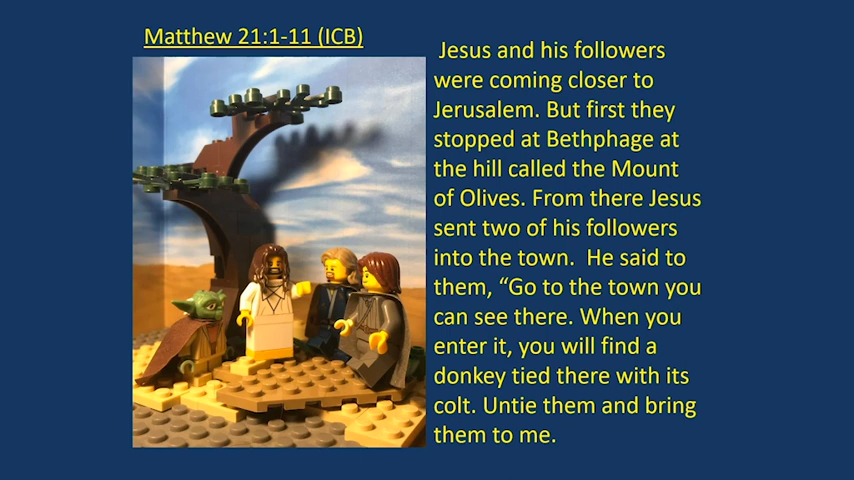 Matthew 21:1-11 (ICB)
Jesus and his followers
were coming closer to
Jerusalem. But first they
stopped at Bethphage at
the hill called the Mount
of Olives. From there Jesus
sent two of his followers
into the town.  He said to
them, “Go to the town you
can see there. When you
enter it, you will find a
donkey tied there with its
colt. Untie them and bring
them to me.